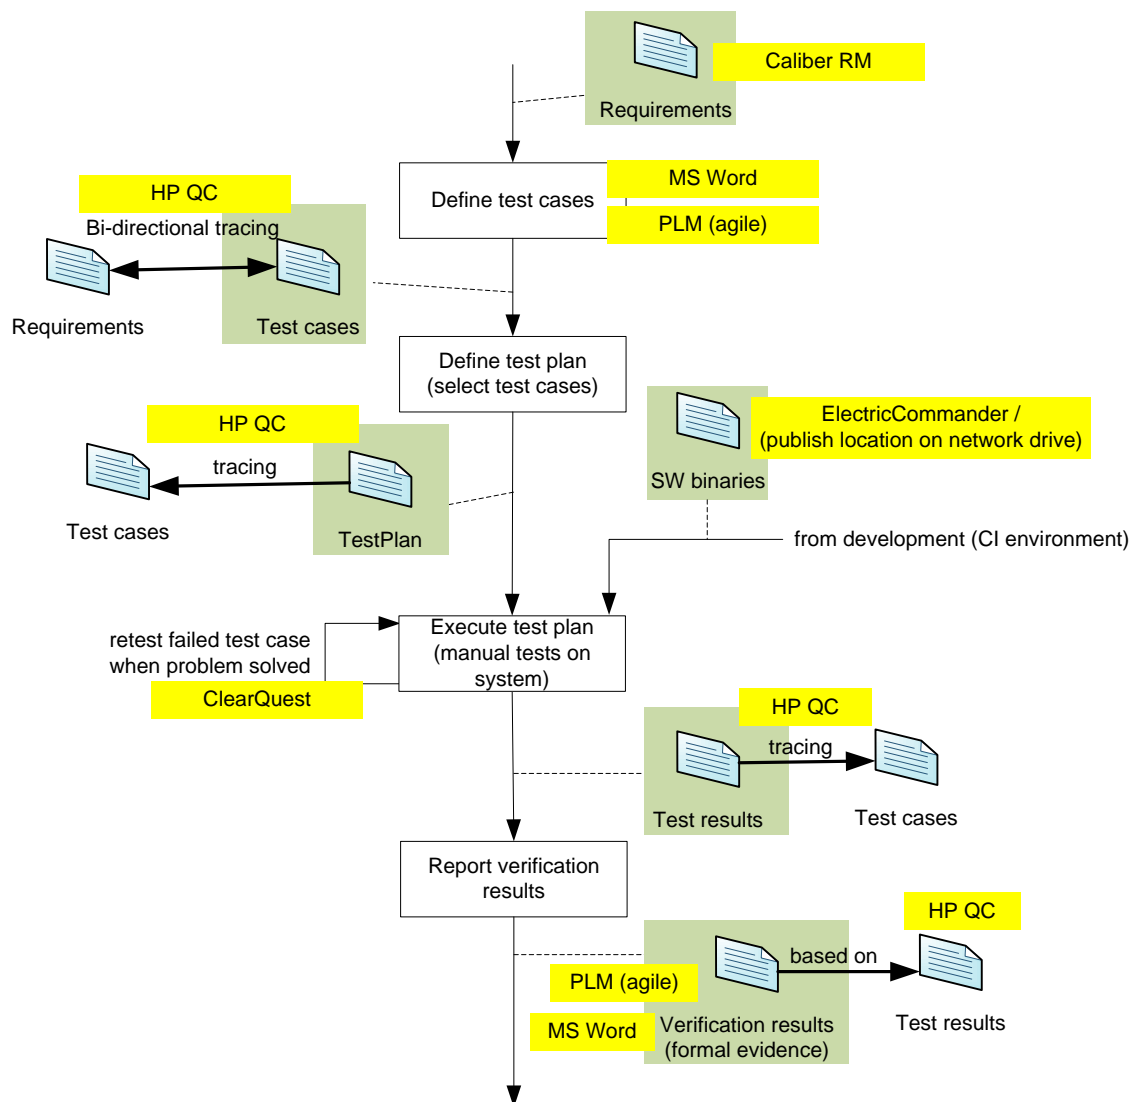 Caliber RM
Requirements
MS Word
Define test cases
PLM (agile)
HP QC
Bi-directional tracing
Requirements
Test cases
Define test plan
(select test cases)
ElectricCommander /
(publish location on network drive)
SW binaries
HP QC
tracing
Test cases
TestPlan
from development (CI environment)
retest failed test case
when problem solved
ClearQuest
Execute test plan
(manual tests on
system)
HP QC
tracing
Test results
Test cases
Report verification
results
HP QC
based on
PLM (agile)
MS Word
Verification results
(formal evidence)
Test results